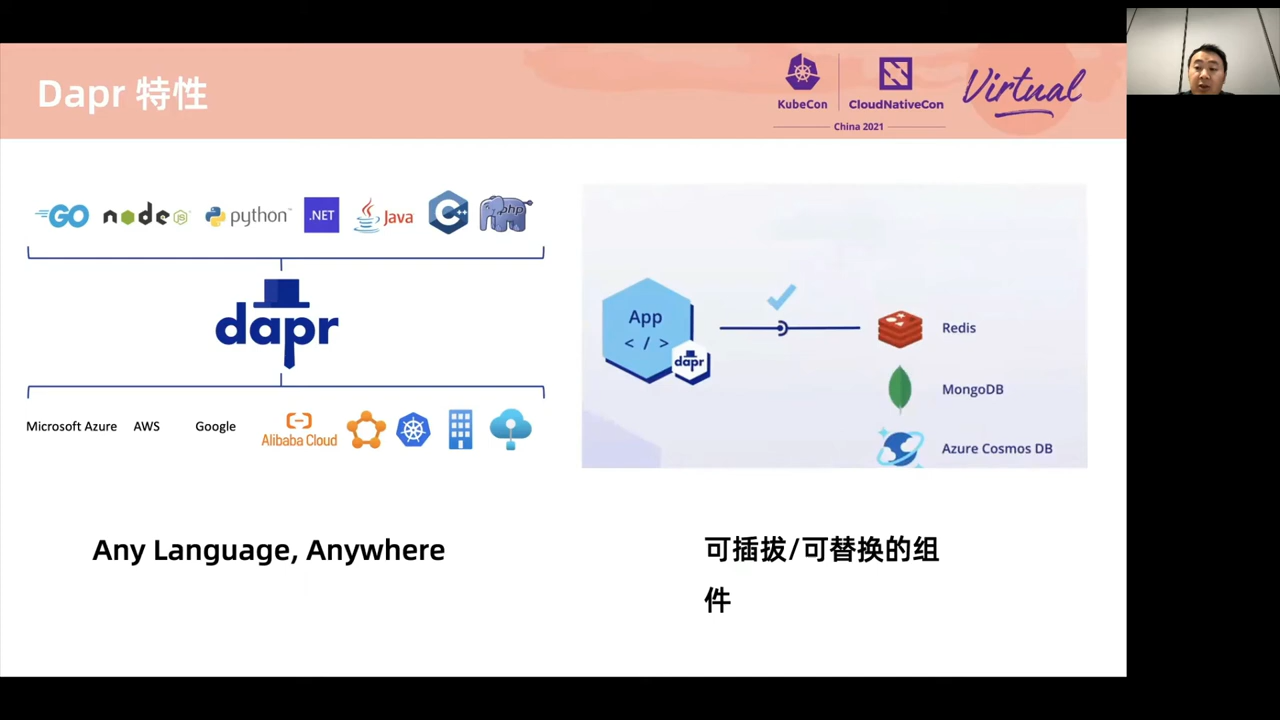 Dapr 特性
KubeCon
CloudNativeCon
Virtual
China 2021
GO
node
JS
python
.NET
Java
C++
php
dapr
Microsoft Azure
AWS
Google
Alibaba Cloud
App
< / >
dapr
Redis
MongoDB
Azure Cosmos DB
Any Language, Anywhere
可插拔/可替换的组
件